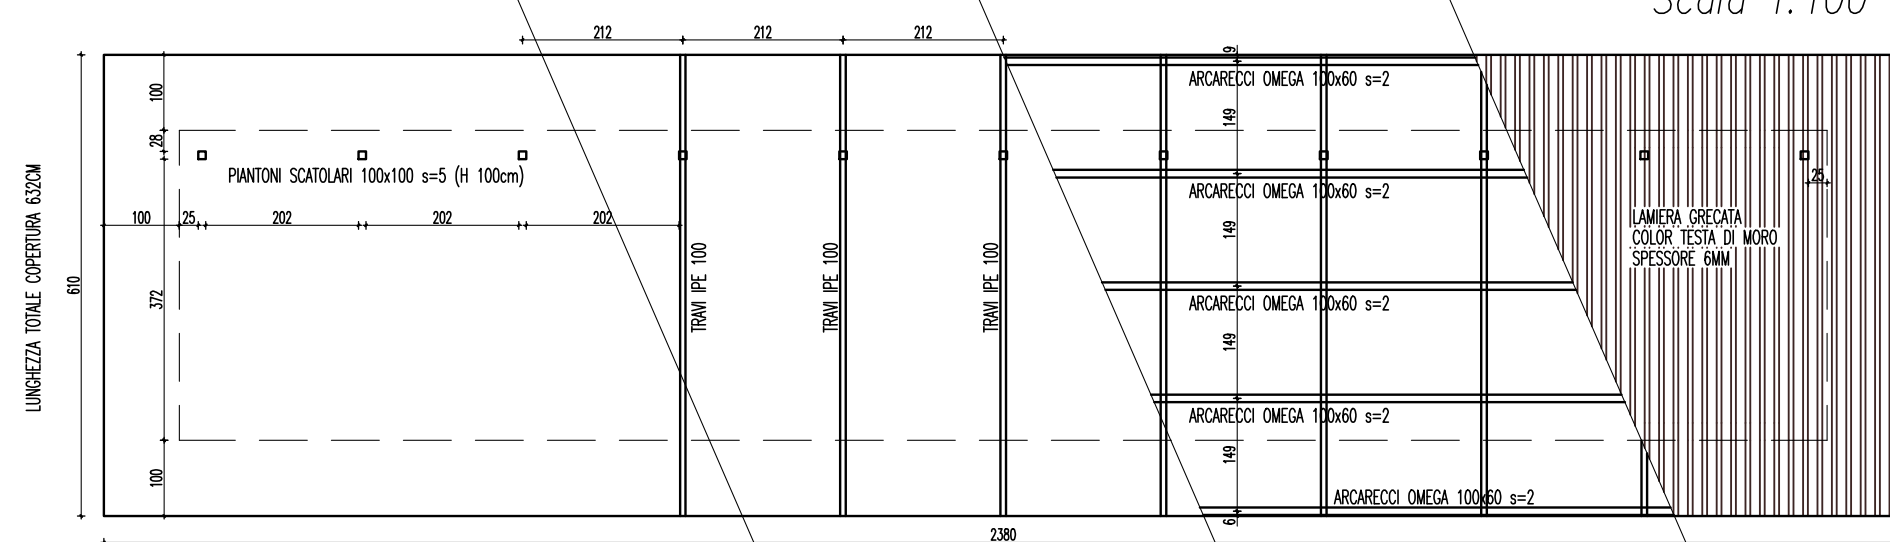 Scala 1:100
212
212
212
9
100
ARCARECCI OMEGA 100x60 s=2
149
28
PIANTONI SCATOLARI 100x100 s=5 (H 100cm)
25
ARCARECCI OMEGA 100x60 s=2
LUNGHEZZA TOTALE COPERTURA 632CM
100
25
202
202
202
LAMIERA GRECATA
COLOR TESTA DI MORO
SPESSORE 6MM
149
610
372
TRAVI IPE 100
TRAVI IPE 100
TRAVI IPE 100
ARCARECCI OMEGA 100x60 s=2
149
ARCARECCI OMEGA 100x60 s=2
149
100
ARCARECCI OMEGA 100x60 s=2
6
2380